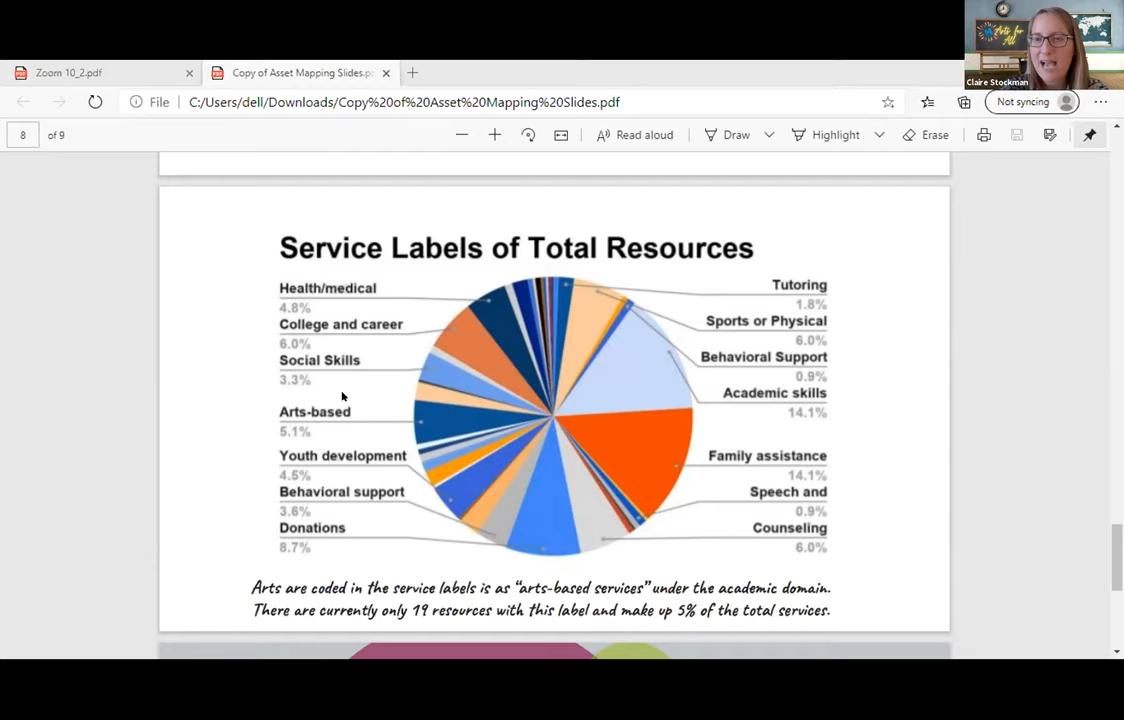 Zoom 10_2.pdf
Copy of Asset Mapping Slides.p
File
C:/Users/dell/Downloads/Copy%20of%20Asset%20Mapping%20Slides.pdf
Not syncing
8 of 9
Read aloud
Draw
Highlight
Erase
Arts for All
Claire Stockman
Service Labels of Total Resources
Health/medical
4.8%
College and career
6.0%
Social Skills
3.3%
Arts-based
5.1%
Youth development
4.5%
Behavioral support
3.6%
Donations
8.7%
Tutoring
1.8%
Sports or Physical
6.0%
Behavioral Support
0.9%
Academic skills
14.1%
Family assistance
14.1%
Speech and
0.9%
Counseling
6.0%
Arts are coded in the service labels is as “arts-based services” under the academic domain.
There are currently only 19 resources with this label and make up 5% of the total services.